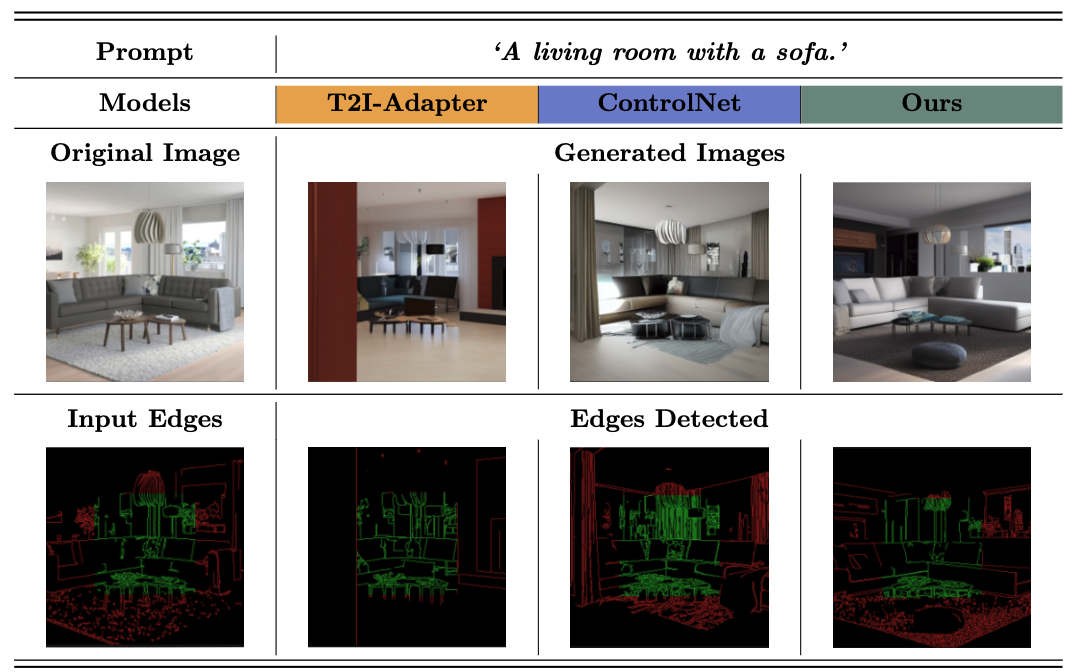 Prompt
‘A living room with a sofa.’
Models
T2I-Adapter
ControlNet
Ours
Original Image
Generated Images
Input Edges
Edges Detected